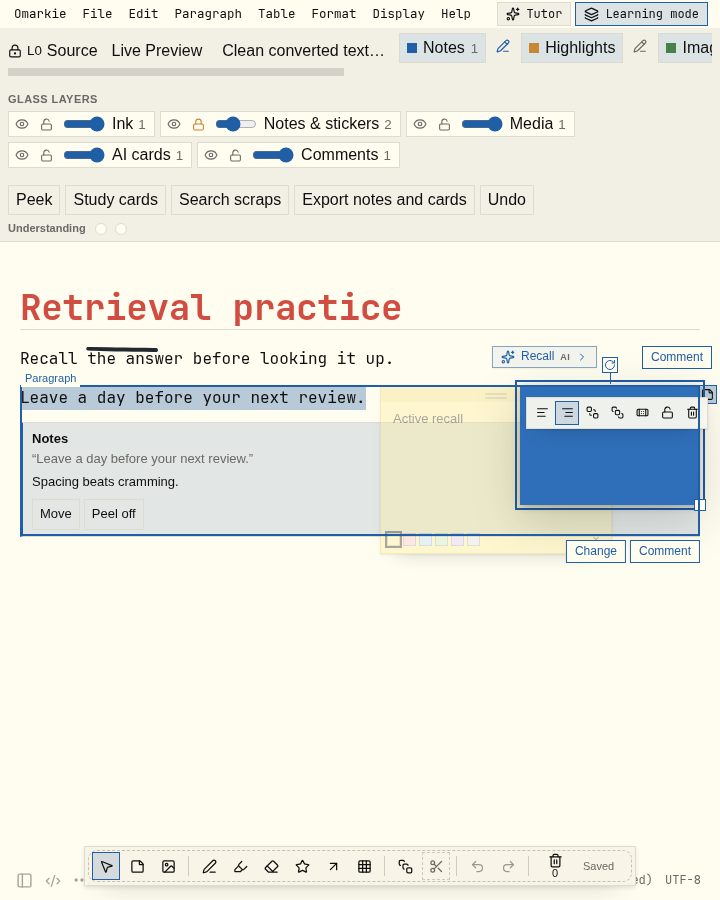 Omarkie File Edit Paragraph Table Format Display Help Tutor Learning mode
L0 Source Live Preview Clean converted text… Notes 1 Highlights
GLASS LAYERS
Ink 1 Notes & stickers 2 Media 1
AI cards 1 Comments 1
Peek Study cards Search scraps Export notes and cards Undo
Understanding
Retrieval practice
Recall the answer before looking it up.
Recall AI
Comment
Paragraph
Leave a day before your next review.
Active recall
Notes
“Leave a day before your next review.”
Spacing beats cramming.
Move Peel off
Change Comment
0 Saved
UTF-8